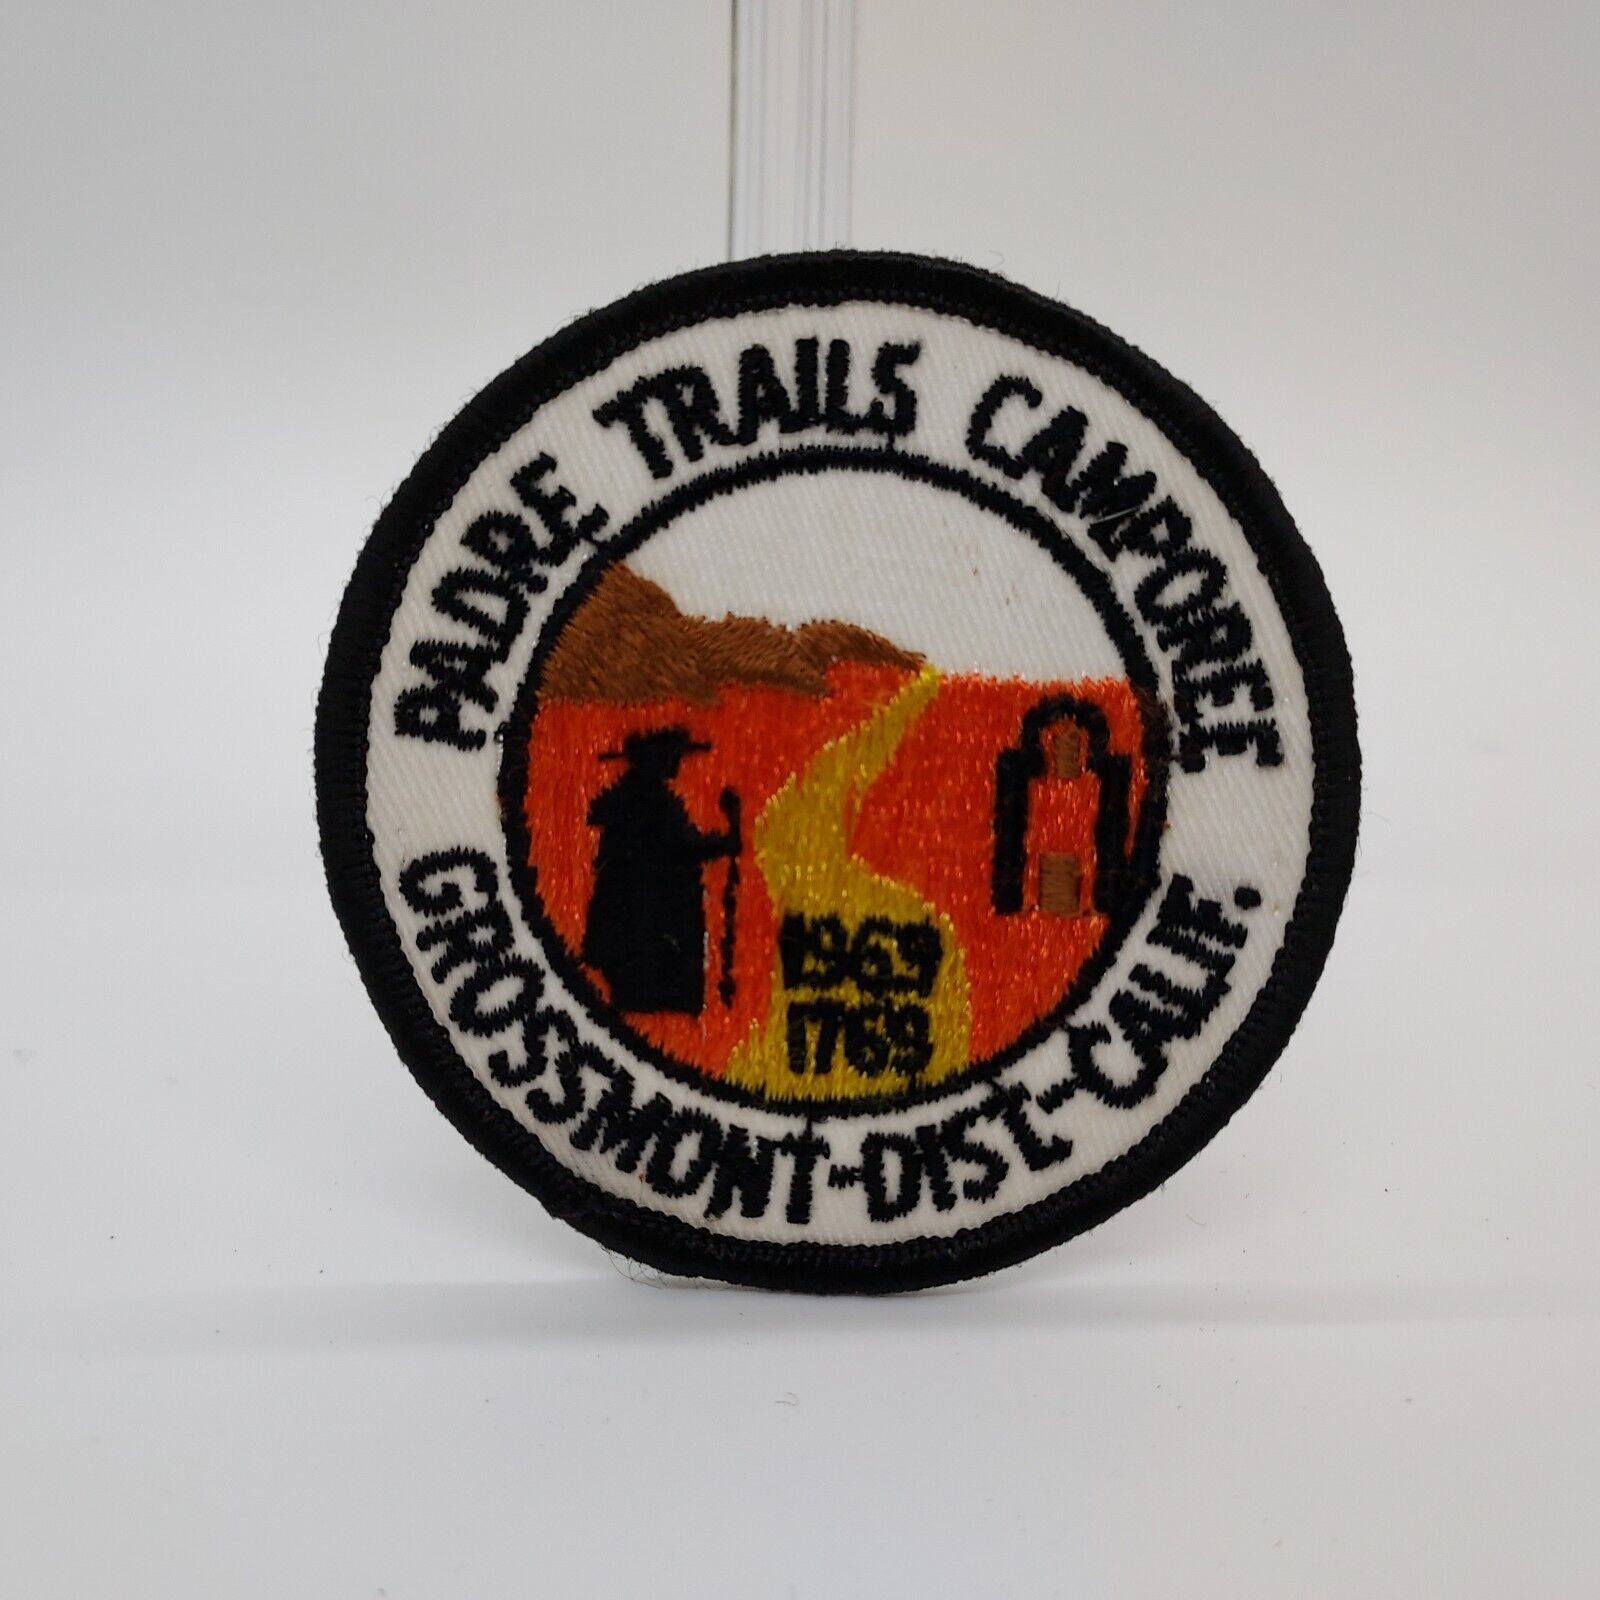 PADRE TRAILS CAMPOREE
1969
1769
GROSSMONT-DIST-CALIF.